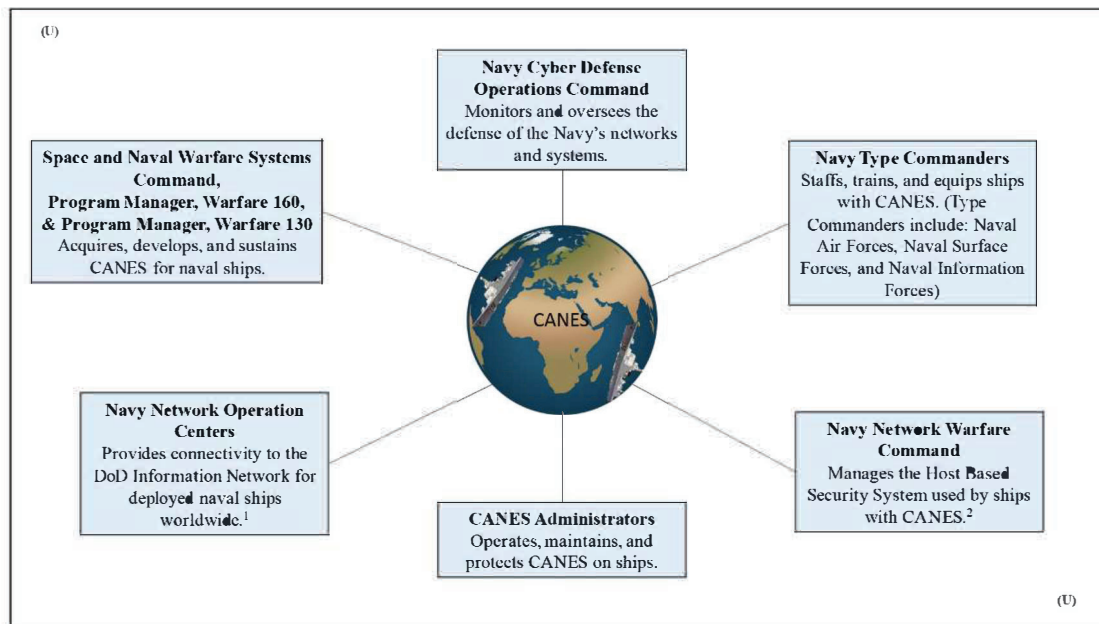 (U)
Navy Cyber Defense
Operations Command
Monitors and oversees the
defense of the Navy's networks
and systems.
Space and Naval Warfare Systems
Command,
Program Manager, Warfare 160,
& Program Manager, Warfare 130
Acquires, develops, and sustains
CANES for naval ships.
Navy Type Commanders
Staffs, trains, and equips ships
with CANES. (Type
Commanders include: Naval
Air Forces, Naval Surface
Forces, and Naval Information
Forces)
CANES
Navy Network Operation
Centers
Provides connectivity to the
DoD Information Network for
deployed naval ships
worldwide.1
CANES Administrators
Operates, maintains, and
protects CANES on ships.
Navy Network Warfare
Command
Manages the Host Based
Security System used by ships
with CANES.2
(U)